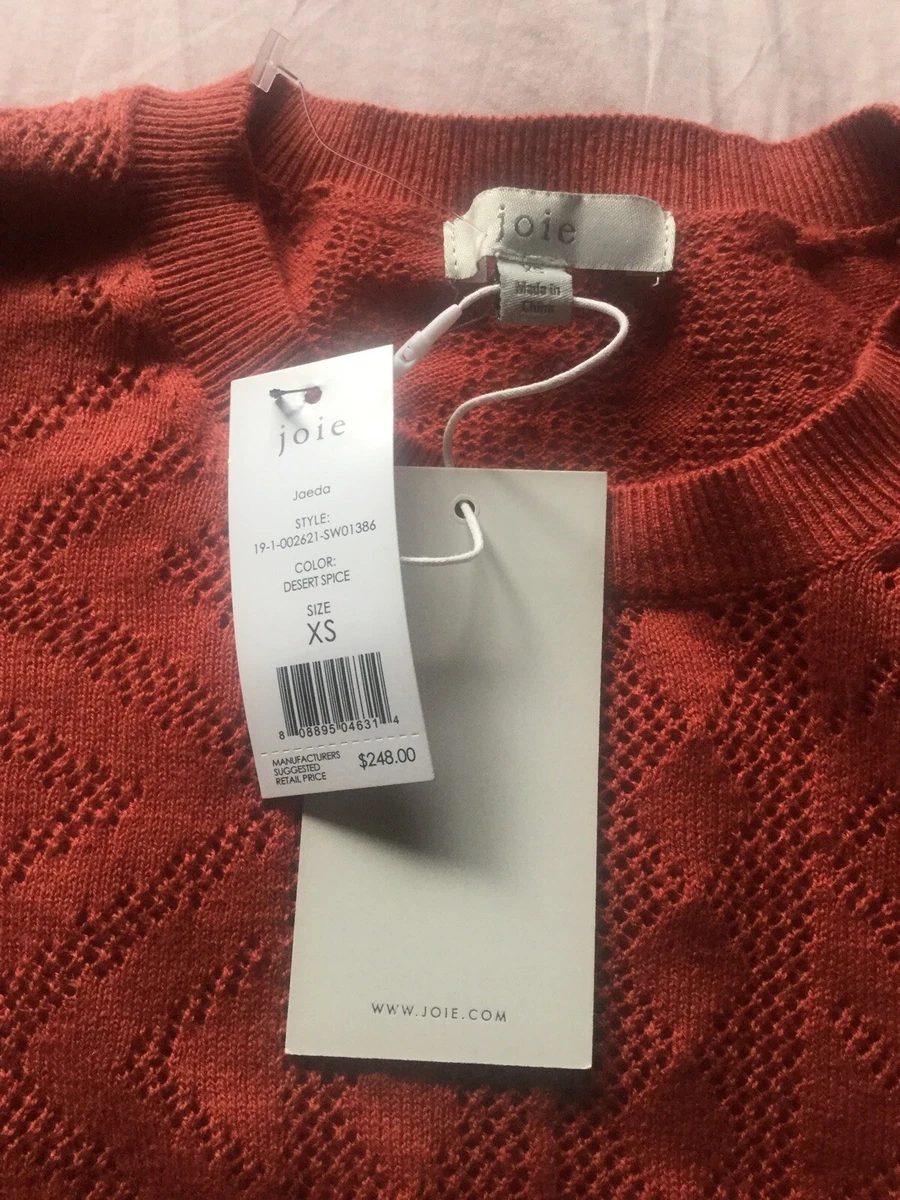 joie
Made in
China
joie
Jaeda
STYLE:
19-1-002621-SW01386
COLOR:
DESERT SPICE
SIZE
XS
8 08895 04631 4
MANUFACTURERS
SUGGESTED
RETAIL PRICE
$248.00
WWW.JOIE.COM